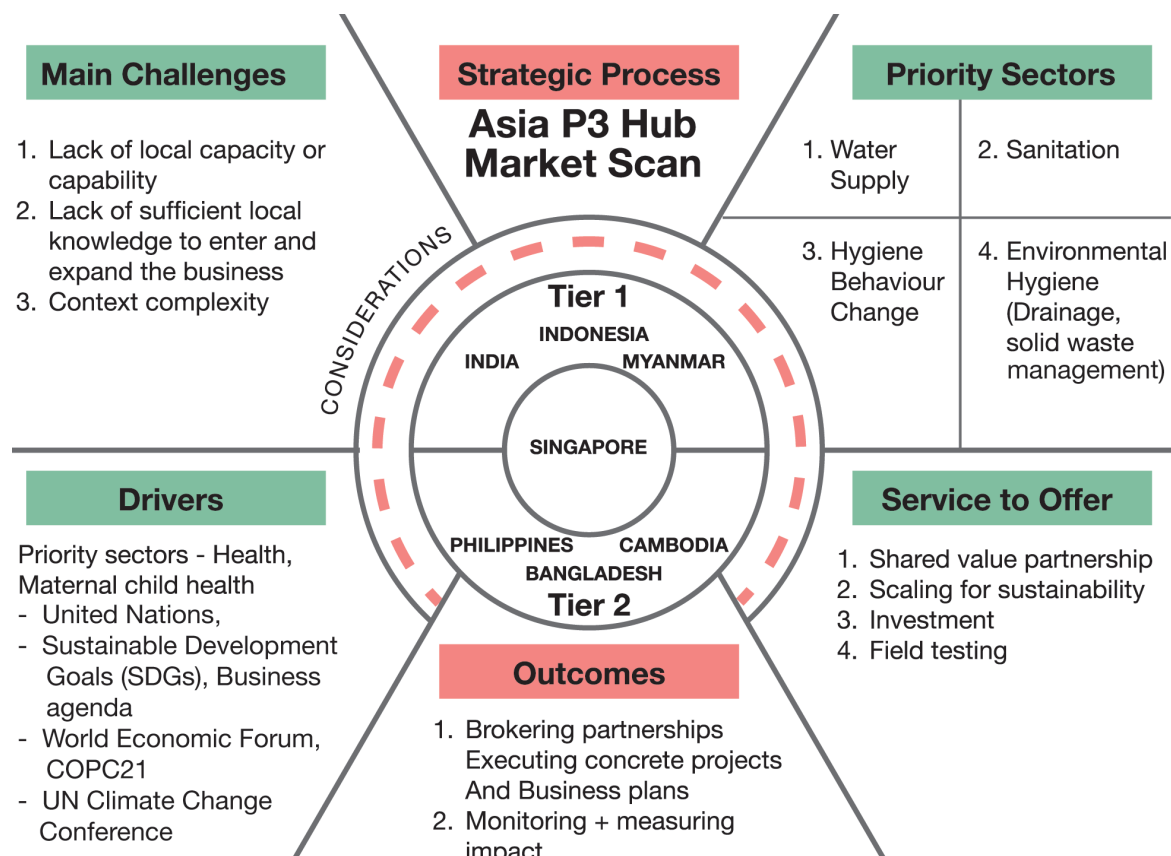 Main Challenges
1. Lack of local capacity or
capability
2. Lack of sufficient local
knowledge to enter and
expand the business
3. Context complexity
Strategic Process
Asia P3 Hub
Market Scan
Priority Sectors
1. Water
Supply
2. Sanitation
3. Hygiene
Behaviour
Change
4. Environmental
Hygiene
(Drainage,
solid waste
management)
CONSIDERATIONS
Tier 1
INDONESIA
INDIA
MYANMAR
SINGAPORE
PHILIPPINES
CAMBODIA
BANGLADESH
Tier 2
Drivers
Priority sectors - Health,
Maternal child health
- United Nations,
- Sustainable Development
Goals (SDGs), Business
agenda
- World Economic Forum,
COPC21
- UN Climate Change
Conference
Service to Offer
1. Shared value partnership
2. Scaling for sustainability
3. Investment
4. Field testing
Outcomes
1. Brokering partnerships
Executing concrete projects
And Business plans
2. Monitoring + measuring
impact